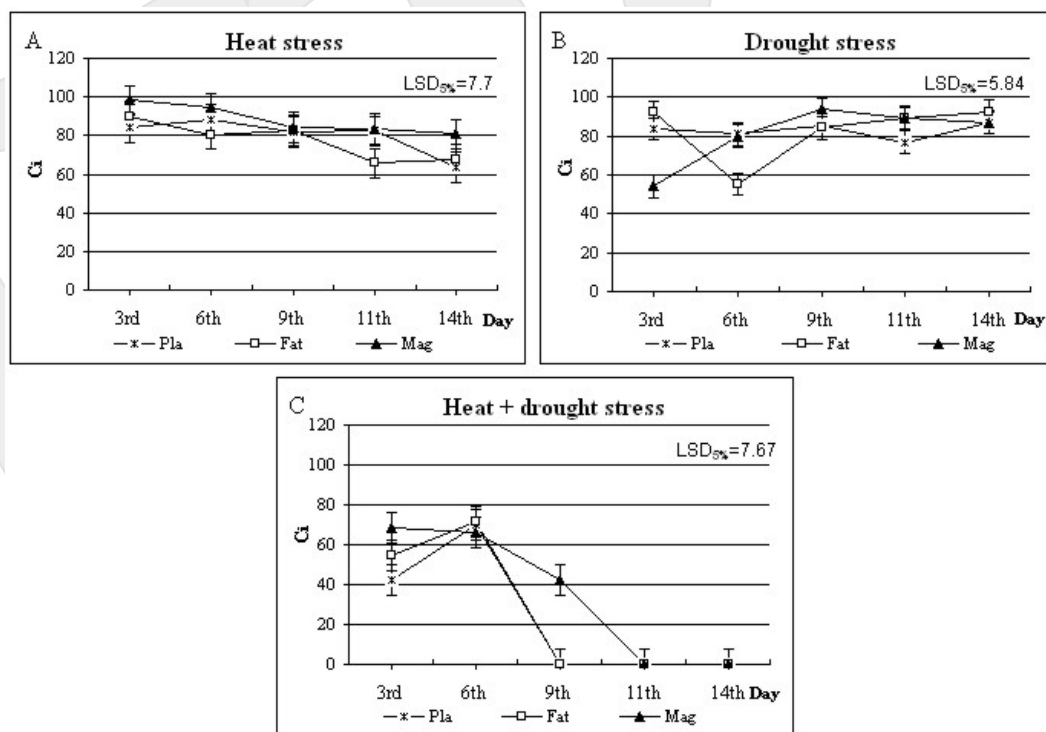 A
Heat stress
LSD5%=7.7
120
100
80
60
40
20
0
Ci
3rd 6th 9th 11th 14th Day
Pla Fat Mag
B
Drought stress
LSD5%=5.84
120
100
80
60
40
20
0
Ci
3rd 6th 9th 11th 14th Day
Pla Fat Mag
C
Heat + drought stress
LSD5%=7.67
120
100
80
60
40
20
0
Ci
3rd 6th 9th 11th 14th Day
Pla Fat Mag